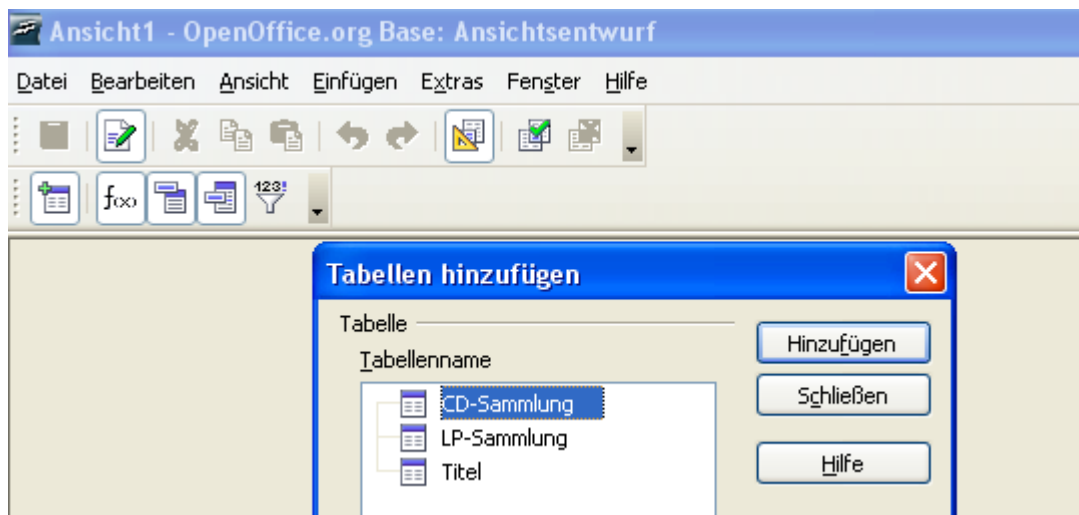 Ansicht1 - OpenOffice.org Base: Ansichtsentwurf
Datei Bearbeiten Ansicht Einfügen Extras Fenster Hilfe
f(x) 123!
Tabellen hinzufügen
Tabelle
Tabellenname
Hinzufügen
CD-Sammlung
Schließen
LP-Sammlung
Titel
Hilfe